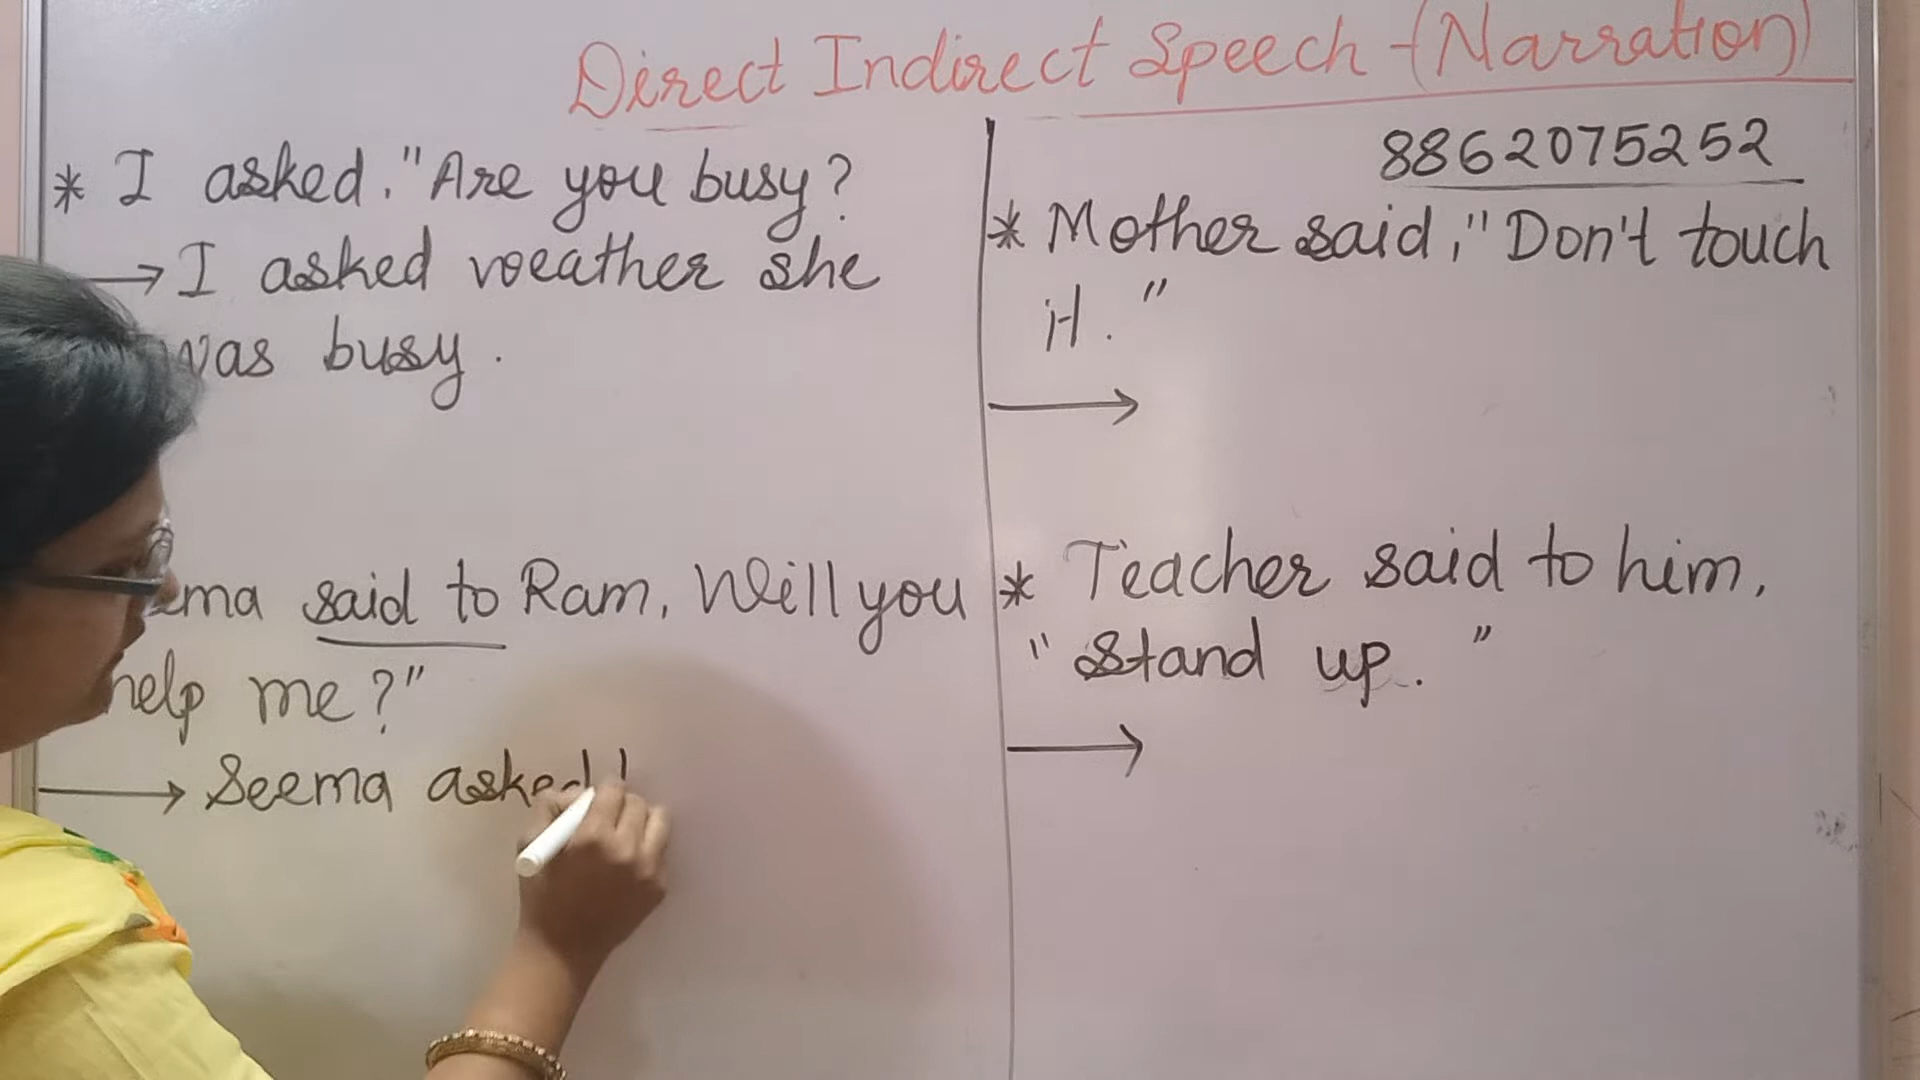 Direct Indirect Speech - (Narration)
* I asked, "Are you busy?
→ I asked weather she
was busy.
said to Ram, Will you
help me?"
→ Seema asked
8862075252
* Mother said, "Don't touch
it."
→
* Teacher said to him,
"Stand up."
→